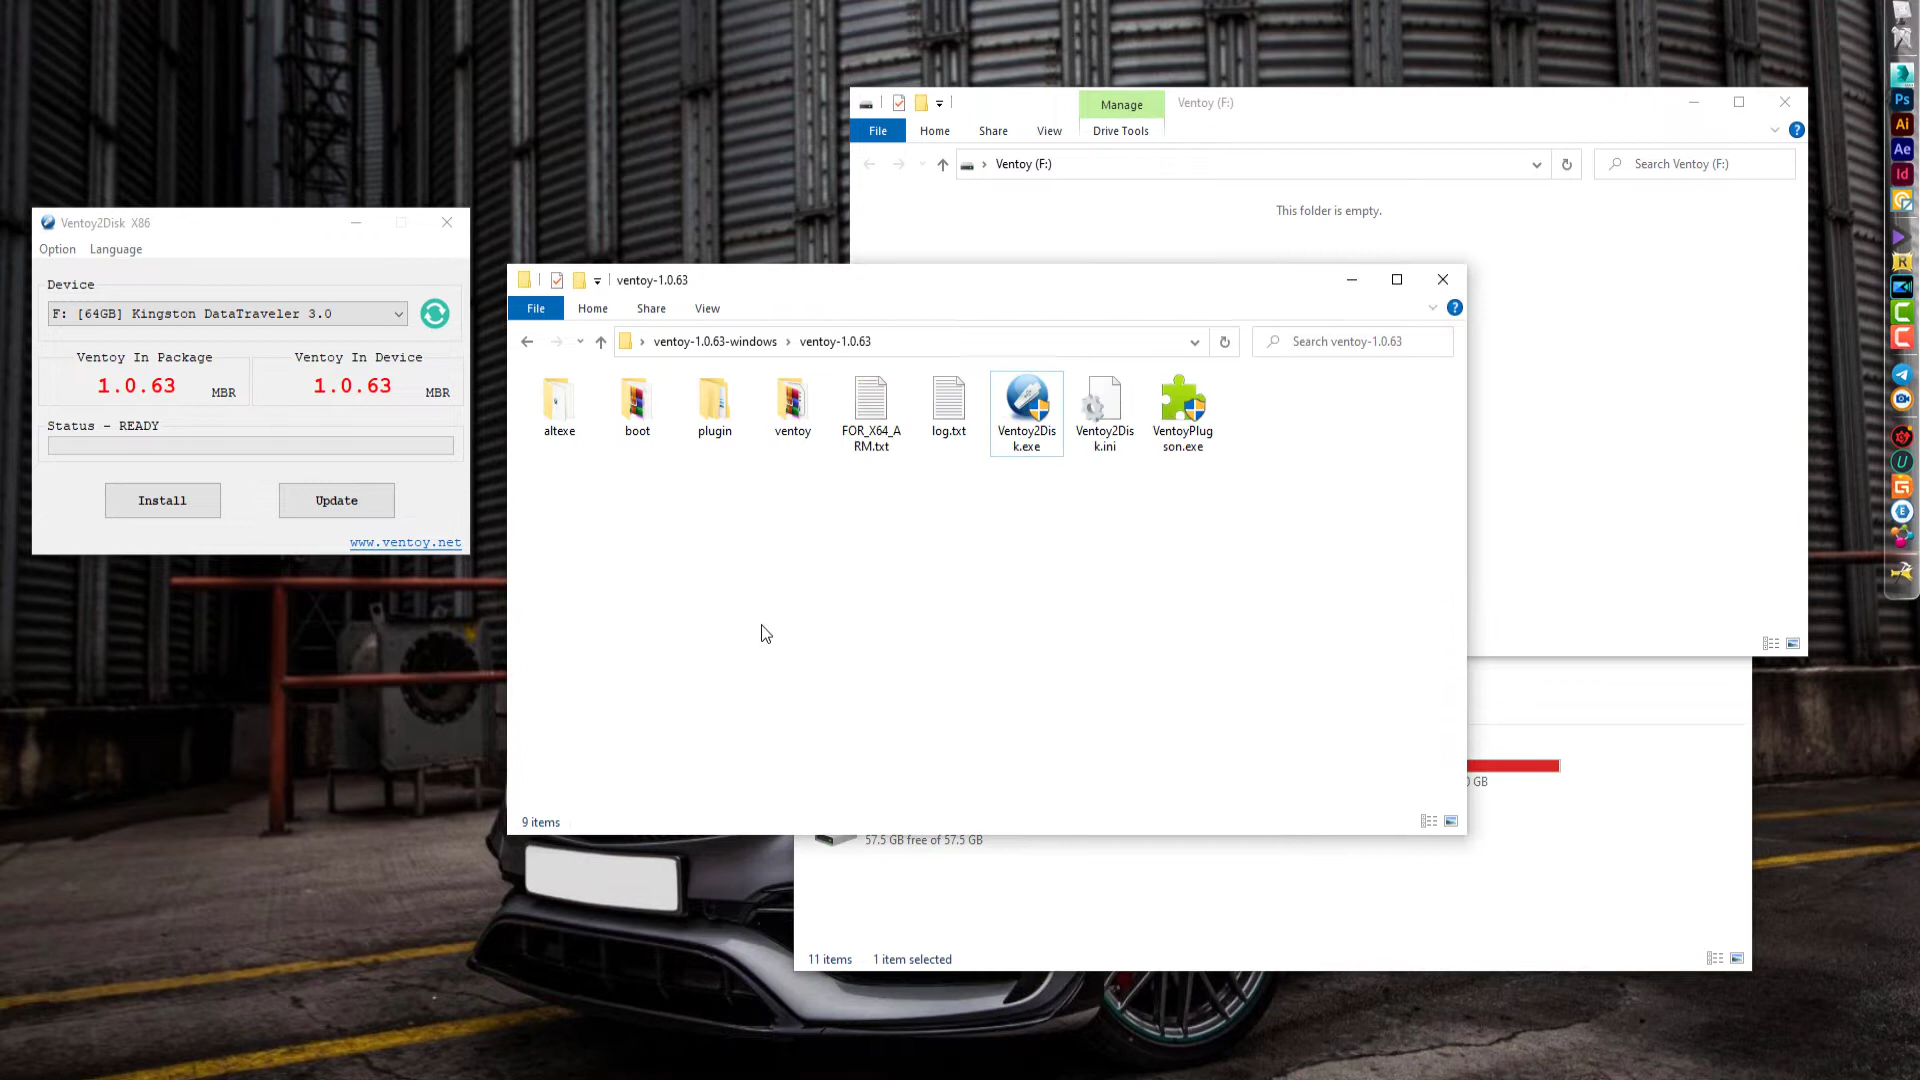 Ventoy2Disk X86
Option Language
Device
F: [64GB] Kingston DataTraveler 3.0
Ventoy In Package
1.0.63 MBR
Ventoy In Device
1.0.63 MBR
Status - READY
Install Update
www.ventoy.net
Manage Ventoy (F:)
File Home Share View Drive Tools
Ventoy (F:)
Search Ventoy (F:)
This folder is empty.
ventoy-1.0.63
File Home Share View
ventoy-1.0.63-windows ventoy-1.0.63
Search ventoy-1.0.63
altexe
boot
plugin
ventoy
FOR_X64_A
RM.txt
log.txt
Ventoy2Dis
k.exe
Ventoy2Dis
k.ini
VentoyPlug
son.exe
9 items
GB
57.5 GB free of 57.5 GB
11 items 1 item selected
Ps
Ai
Ae
Id
R